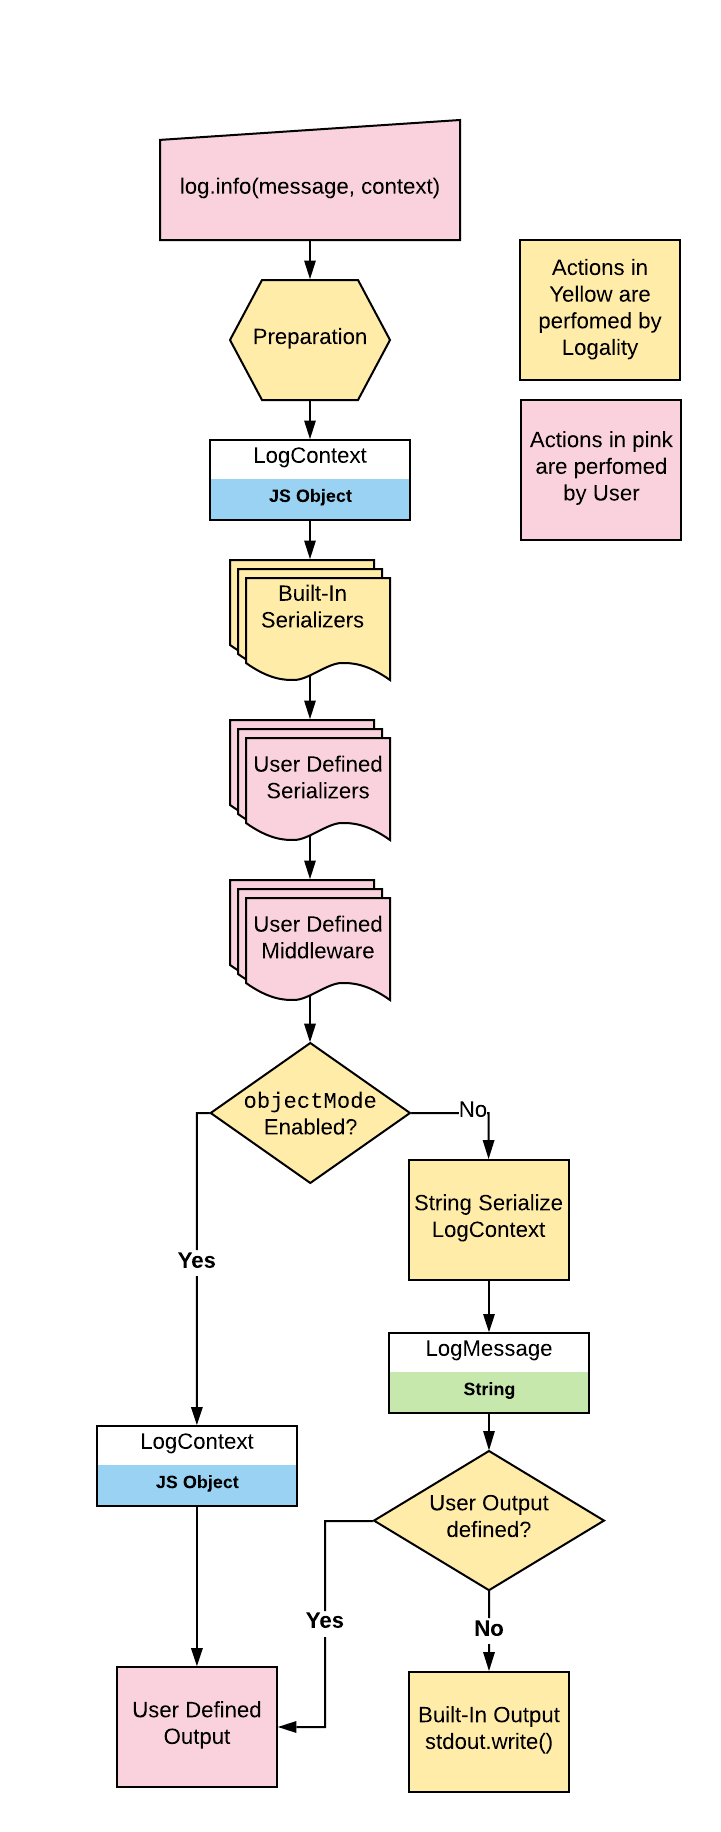 log.info(message, context)
Preparation
Actions in
Yellow are
perfomed by
Logality
Actions in pink
are perfomed
by User
LogContext
JS Object
Built-In
Serializers
User Defined
Serializers
User Defined
Middleware
objectMode
Enabled?
No
String Serialize
LogContext
Yes
LogMessage
String
LogContext
JS Object
User Output
defined?
Yes
No
User Defined
Output
Built-In Output
stdout.write()